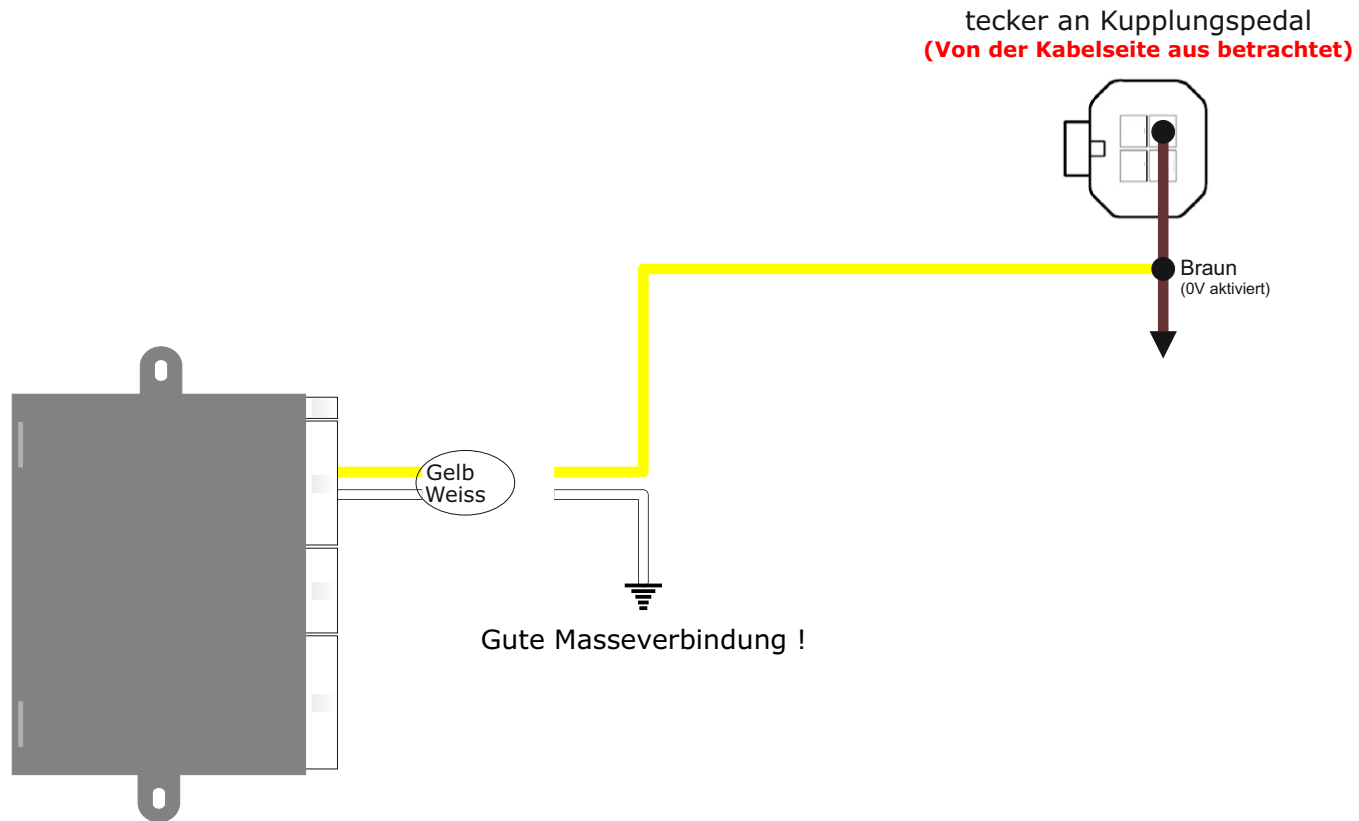 tecker an Kupplungspedal
(Von der Kabelseite aus betrachtet)
Braun
(0V aktiviert)
Gelb
Weiss
Gute Masseverbindung !